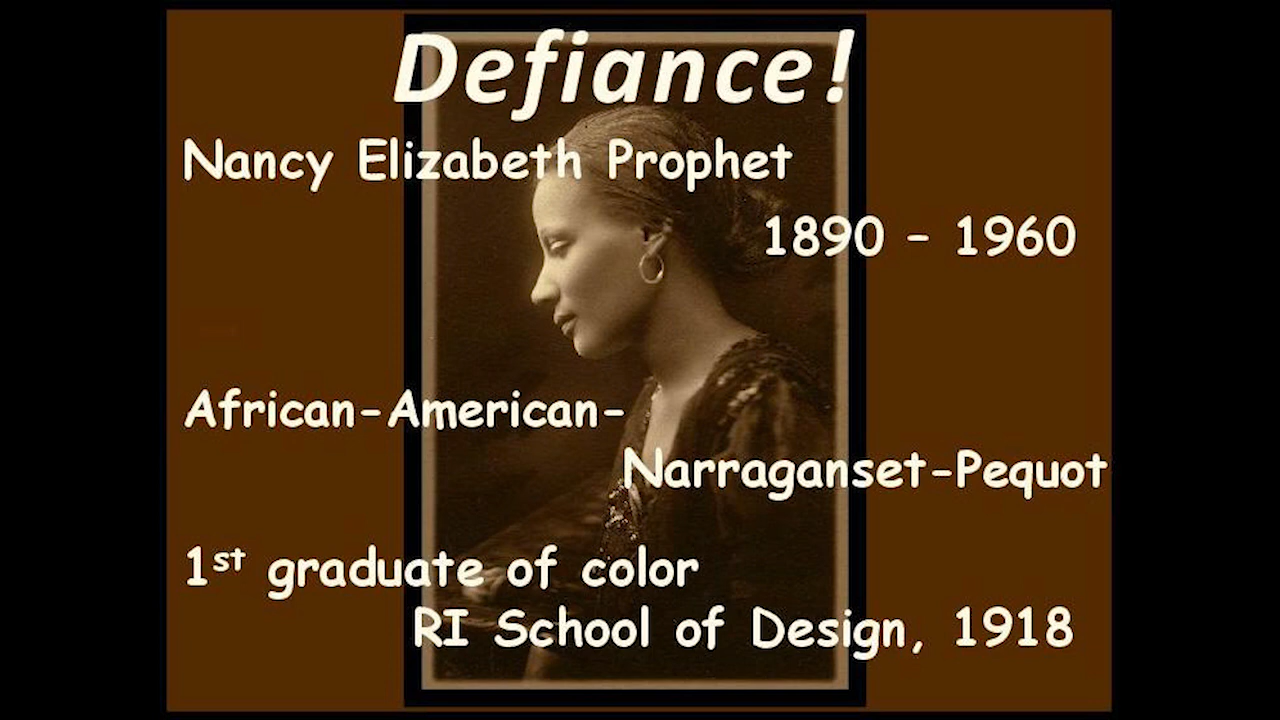 Defiance!
Nancy Elizabeth Prophet
1890 – 1960
African-American-
Narraganset-Pequot
1st graduate of color
RI School of Design, 1918